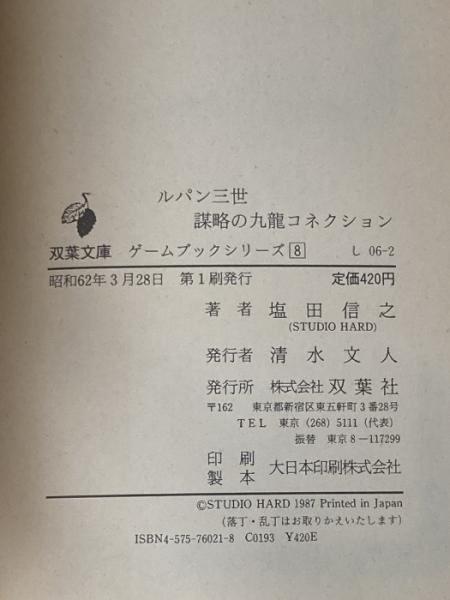 ルパン三世
謀略の九龍コネクション
双葉文庫 ゲームブックシリーズ 8 し 06-2
昭和62年3月28日 第1刷発行 定価420円
著者 塩田信之
(STUDIO HARD)
発行者 清水文人
発行所 株式会社 双葉社
〒162 東京都新宿区東五軒町3番28号
TEL 東京 (268) 5111 (代表)
振替 東京8-117299
印刷
製本 大日本印刷株式会社
©STUDIO HARD 1987 Printed in Japan
(落丁・乱丁はお取りかえいたします)
ISBN4-575-76021-8 C0193 Y420E